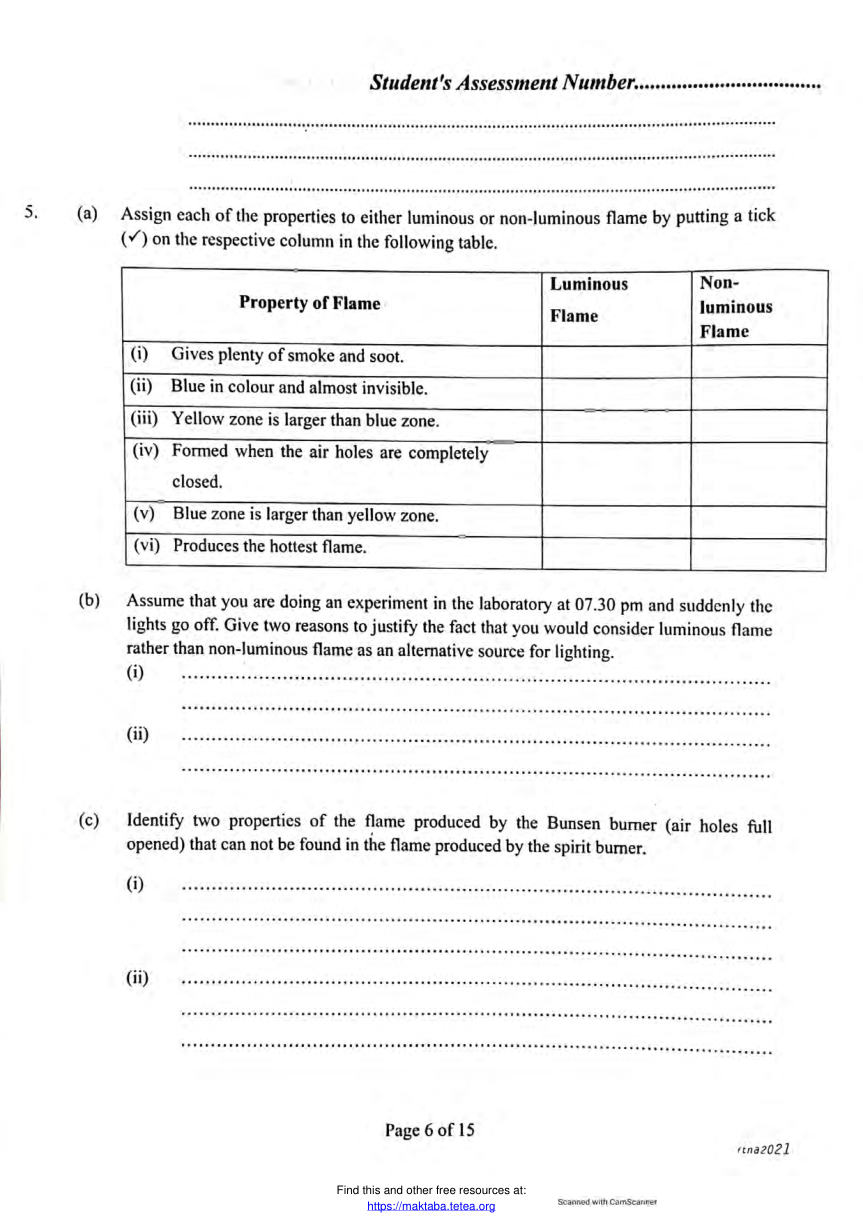 Student's Assessment Number..................................
5. (a) Assign each of the properties to either luminous or non-luminous flame by putting a tick
(✓) on the respective column in the following table.
Property of Flame
Luminous
Flame
Non-
luminous
Flame
(i) Gives plenty of smoke and soot.
(ii) Blue in colour and almost invisible.
(iii) Yellow zone is larger than blue zone.
(iv) Formed when the air holes are completely
closed.
(v) Blue zone is larger than yellow zone.
(vi) Produces the hottest flame.
(b) Assume that you are doing an experiment in the laboratory at 07.30 pm and suddenly the
lights go off. Give two reasons to justify the fact that you would consider luminous flame
rather than non-luminous flame as an alternative source for lighting.
(i)
(ii)
(c) Identify two properties of the flame produced by the Bunsen burner (air holes full
opened) that can not be found in the flame produced by the spirit burner.
(i)
(ii)
Page 6 of 15
ftna2021
Find this and other free resources at:
https://maktaba.tetea.org
Scanned with CamScanner